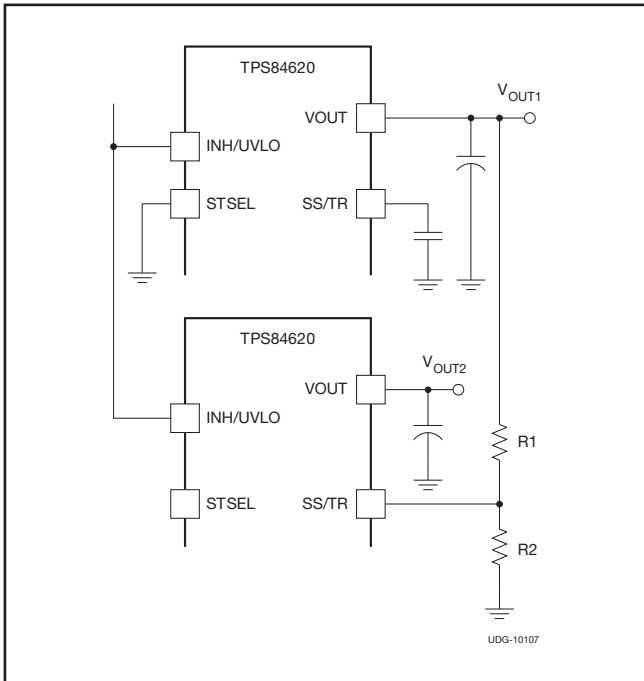 TPS84620
VOUT1
VOUT
INH/UVLO
STSEL
SS/TR
TPS84620
VOUT2
VOUT
INH/UVLO
R1
STSEL
SS/TR
R2
UDG-10107